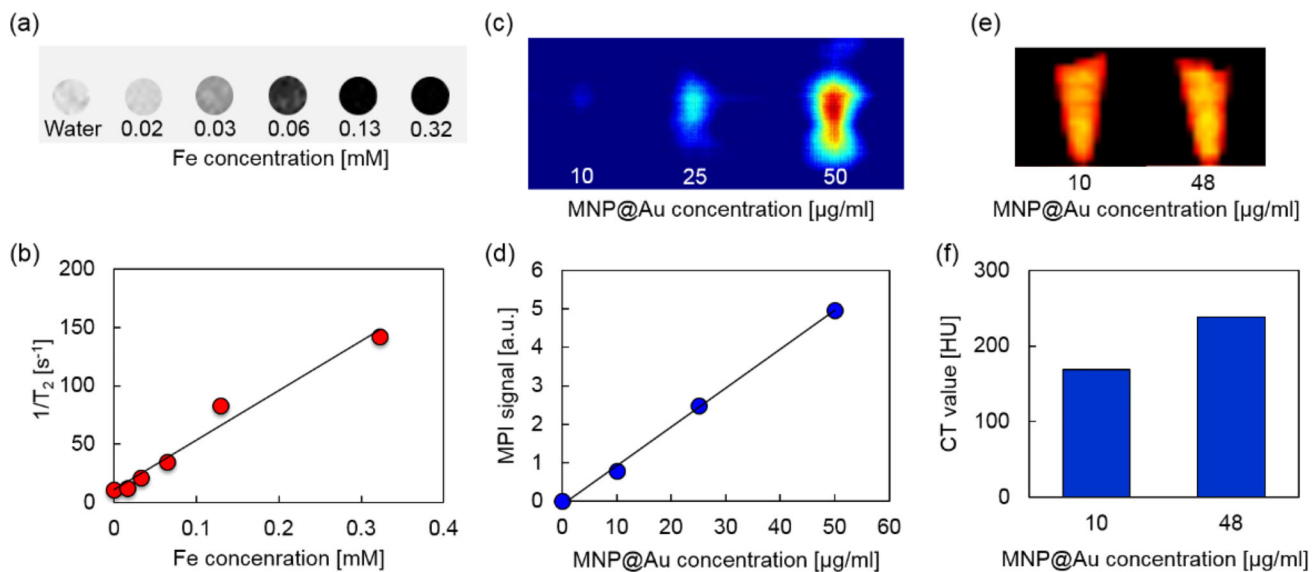 (a)
Water 0.02 0.03 0.06 0.13 0.32
Fe concentration [mM]
(b)
200
150
100
50
0
1/T2 [s-1]
0 0.1 0.2 0.3 0.4
Fe concenration [mM]
(c)
10 25 50
MNP@Au concentration [µg/ml]
(d)
6
5
4
3
2
1
0
MPI signal [a.u.]
0 10 20 30 40 50 60
MNP@Au concentration [µg/ml]
(e)
10 48
MNP@Au concentration [µg/ml]
(f)
300
200
100
0
CT value [HU]
10 48
MNP@Au concentration [µg/ml]